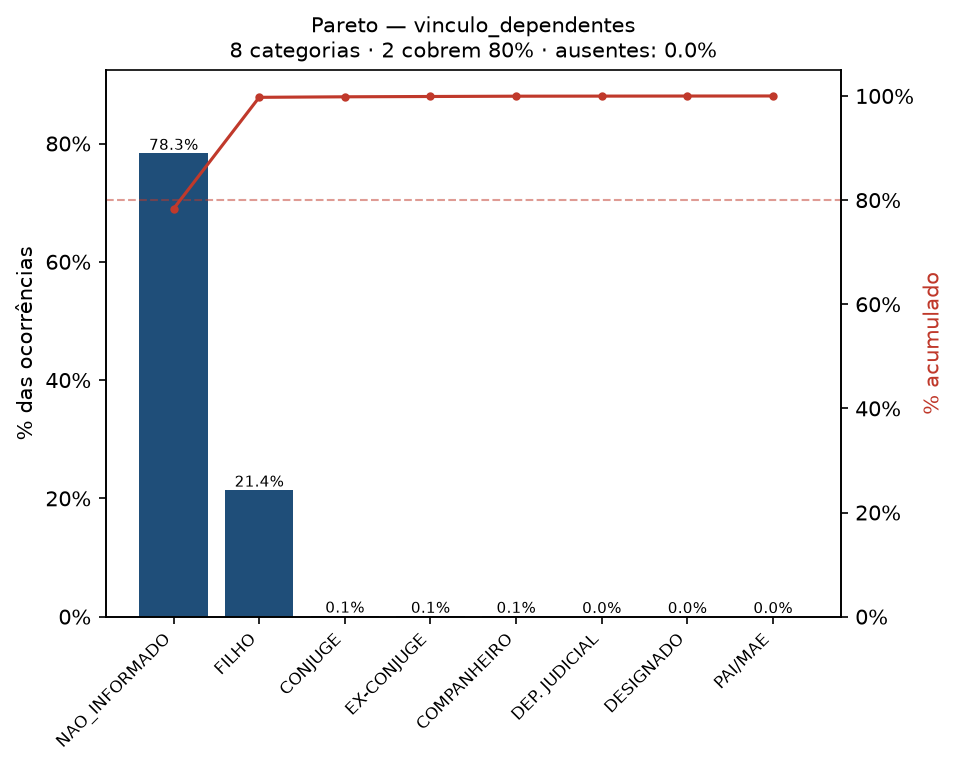 Pareto — vinculo_dependentes
8 categorias · 2 cobrem 80% · ausentes: 0.0%
% das ocorrências
80%
60%
40%
20%
0%
78.3%
21.4%
0.1%
0.1%
0.1%
0.0%
0.0%
0.0%
100%
80%
60%
40%
20%
0%
% acumulado
NAO_INFORMADO
FILHO
CONJUGE
EX-CONJUGE
COMPANHEIRO
DEP. JUDICIAL
DESIGNADO
PAI/MAE